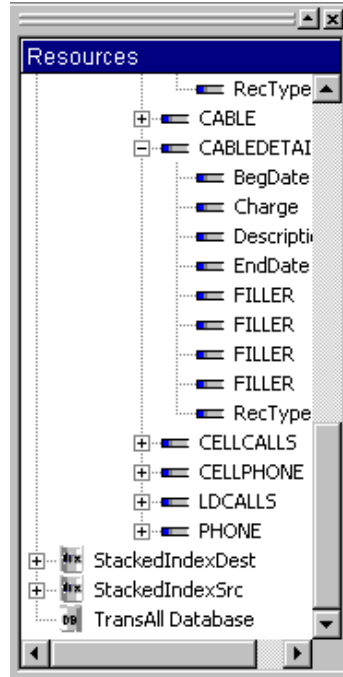 Resources
RecType
CABLE
CABLEDETAI
BegDate
Charge
Descripti
EndDate
FILLER
FILLER
FILLER
FILLER
RecType
CELLCALLS
CELLPHONE
LDCALLS
PHONE
StackedIndexDest
StackedIndexSrc
TransAll Database